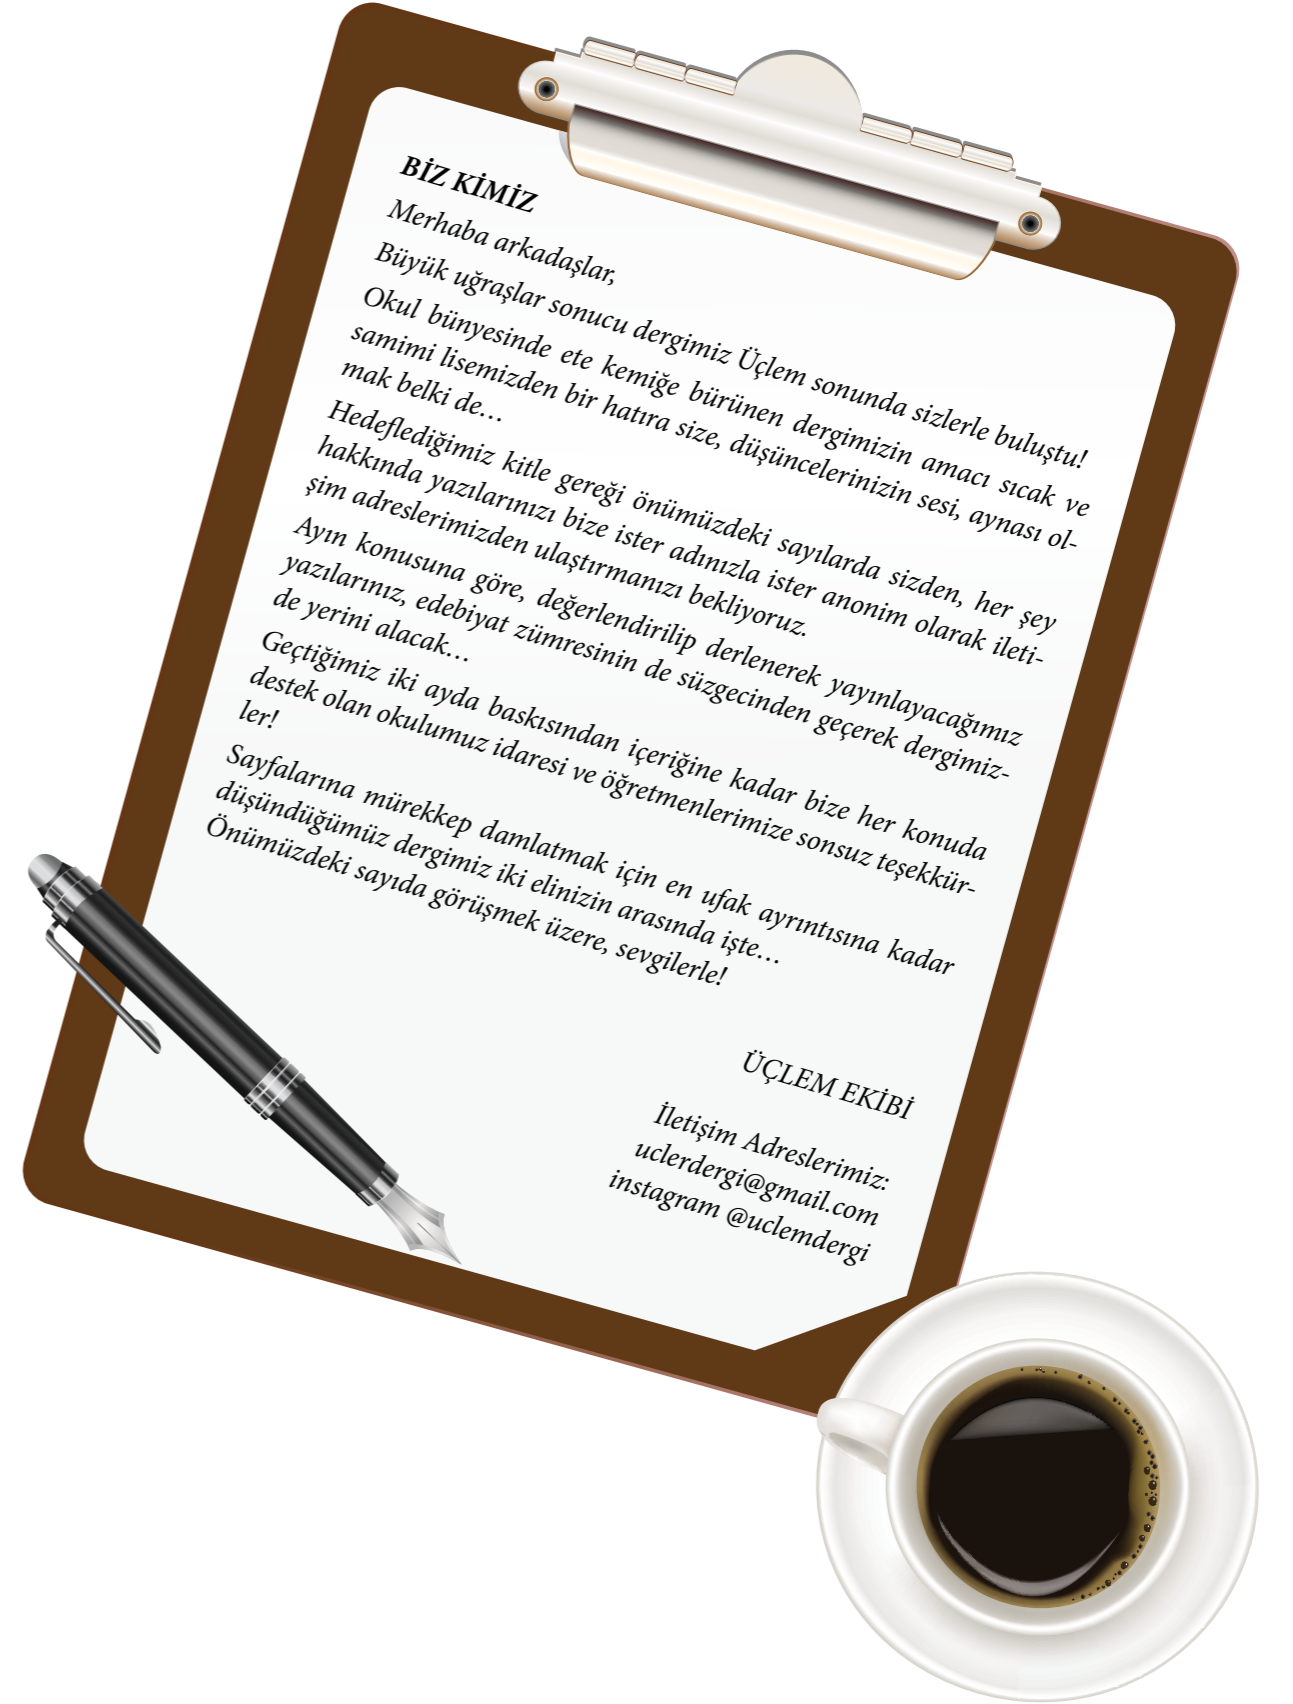 BİZ KİMİZ
Merhaba arkadaşlar,
Büyük uğraşlar sonucu dergimiz Üçlem sonunda sizlerle buluştu!
Okul bünyesinde ete kemiğe bürünen dergimizin amacı sıcak ve
samimi lisemizden bir hatıra size, düşüncelerinizin sesi, aynası ol-
mak belki de…
Hedeflediğimiz kitle gereği önümüzdeki sayılarda sizden, her şey
hakkında yazılarınızı bize ister adınızla ister anonim olarak ileti-
şim adreslerimizden ulaştırmanızı bekliyoruz.
Ayın konusuna göre, değerlendirilip derlenerek yayınlayacağımız
yazılarınız, edebiyat zümresinin de süzgecinden geçerek dergimiz-
de yerini alacak…
Geçtiğimiz iki ayda baskısından içeriğine kadar bize her konuda
destek olan okulumuz idaresi ve öğretmenlerimize sonsuz teşekkür-
ler!
Sayfalarına mürekkep damlatmak için en ufak ayrıntısına kadar
düşündüğümüz dergimiz iki elinizin arasında işte…
Önümüzdeki sayıda görüşmek üzere, sevgilerle!
ÜÇLEM EKİBİ
İletişim Adreslerimiz:
uclerdergi@gmail.com
instagram @uclemdergi